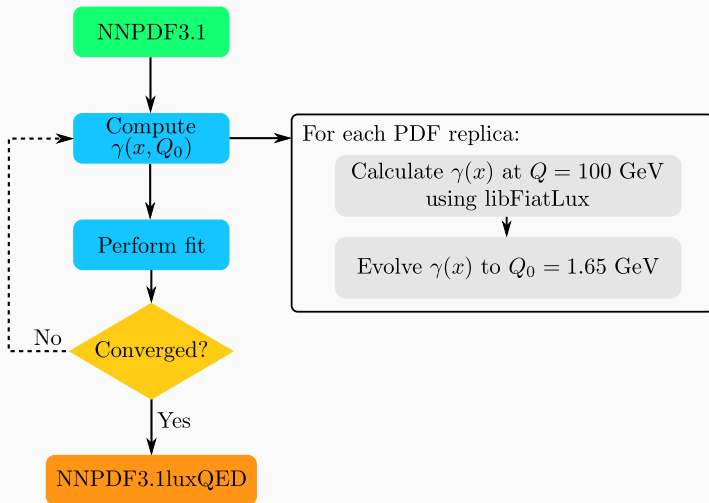 NNPDF3.1
Compute
γ(x, Q₀)
For each PDF replica:
Calculate γ(x) at Q = 100 GeV
using libFiatLux
Perform fit
Evolve γ(x) to Q₀ = 1.65 GeV
No
Converged?
Yes
NNPDF3.1luxQED